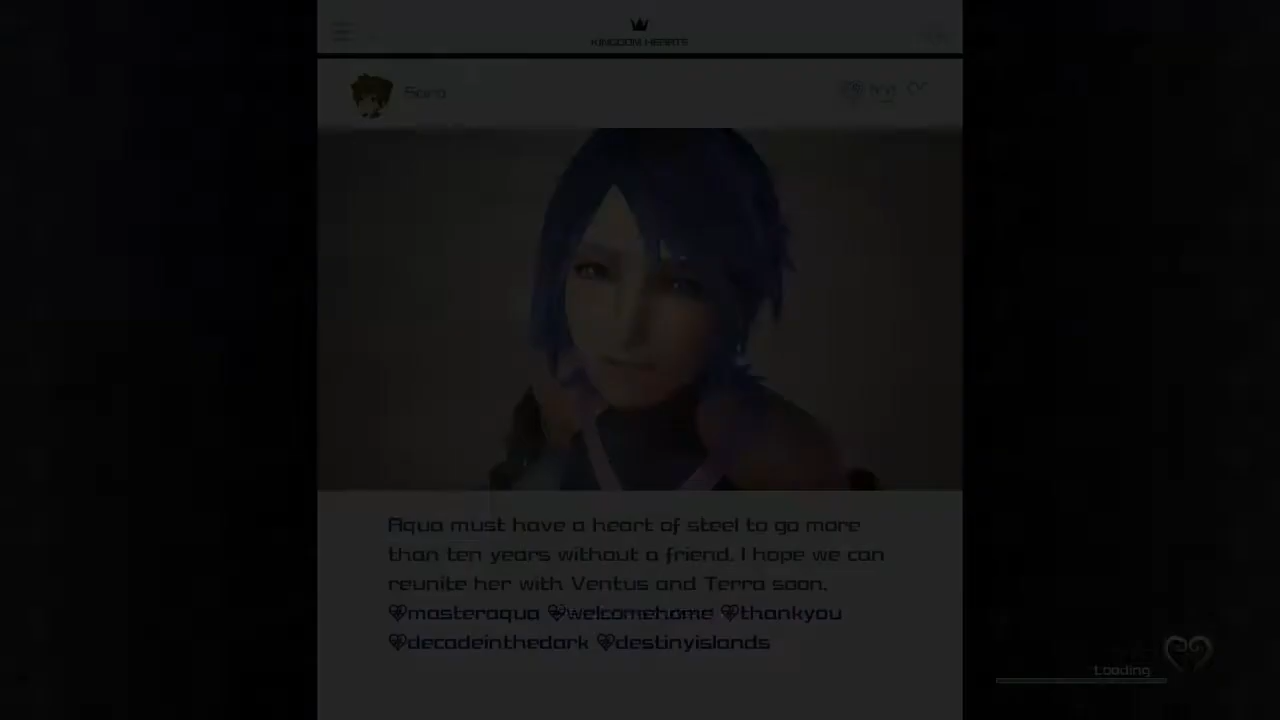 KINGDOM HEARTS
Sora
Aqua must have a heart of steel to go more
than ten years without a friend. I hope we can
reunite her with Ventus and Terra soon.
masteraqua welcomehome thankyou
decadeinthedark destinyislands
Loading